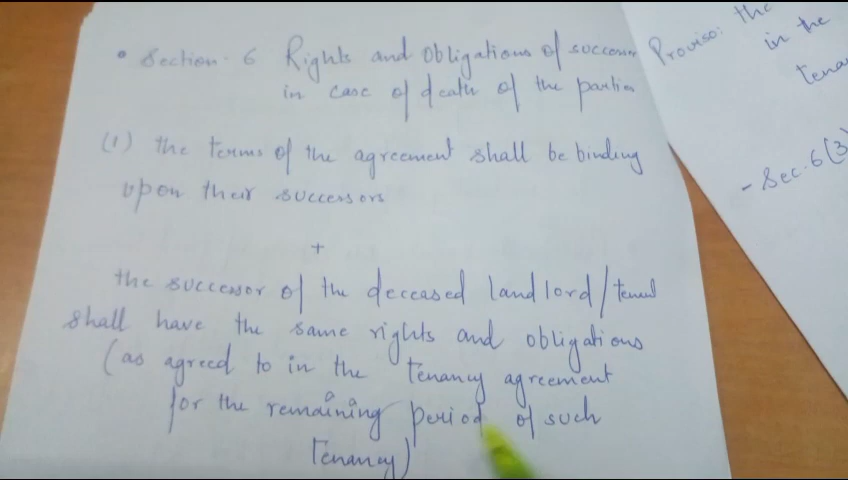 • Section. 6 Rights and Obligations of successor
in case of death of the parties
(1) the terms of the agreement shall be binding
upon their successors
+
the successor of the deceased landlord/tenant
shall have the same rights and obligations
(as agreed to in the tenancy agreement
for the remaining period of such
tenancy)
Proviso: the
in the
- Sec. 6(3)